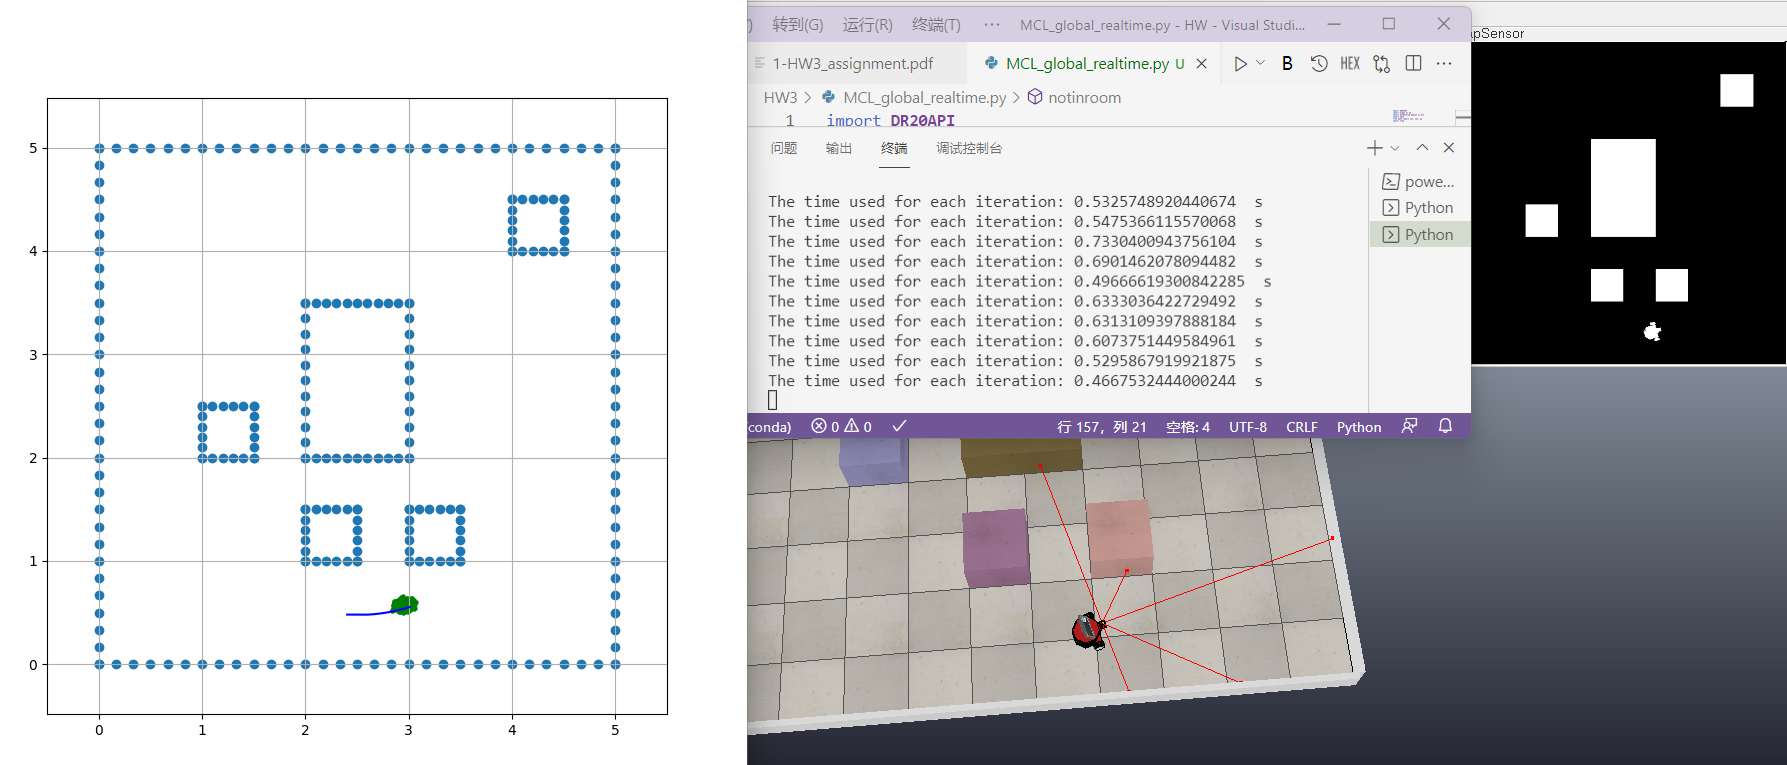 5
4
3
2
1
0
0 1 2 3 4 5
转到(G) 运行(R) 终端(T) ··· MCL_global_realtime.py - HW - Visual Studi...
1-HW3_assignment.pdf MCL_global_realtime.py U B HEX ···
HW3 > MCL_global_realtime.py > notinroom
1 import DR20API
问题 输出 终端 调试控制台
The time used for each iteration: 0.5325748920440674 s
The time used for each iteration: 0.5475366115570068 s
The time used for each iteration: 0.7330400943756104 s
The time used for each iteration: 0.6901462078094482 s
The time used for each iteration: 0.49666619300842285 s
The time used for each iteration: 0.6333036422729492 s
The time used for each iteration: 0.6313109397888184 s
The time used for each iteration: 0.6073751449584961 s
The time used for each iteration: 0.5295867919921875 s
The time used for each iteration: 0.4667532444000244 s
powe...
Python
Python
conda) 0 0 行 157, 列 21 空格: 4 UTF-8 CRLF Python
apSensor